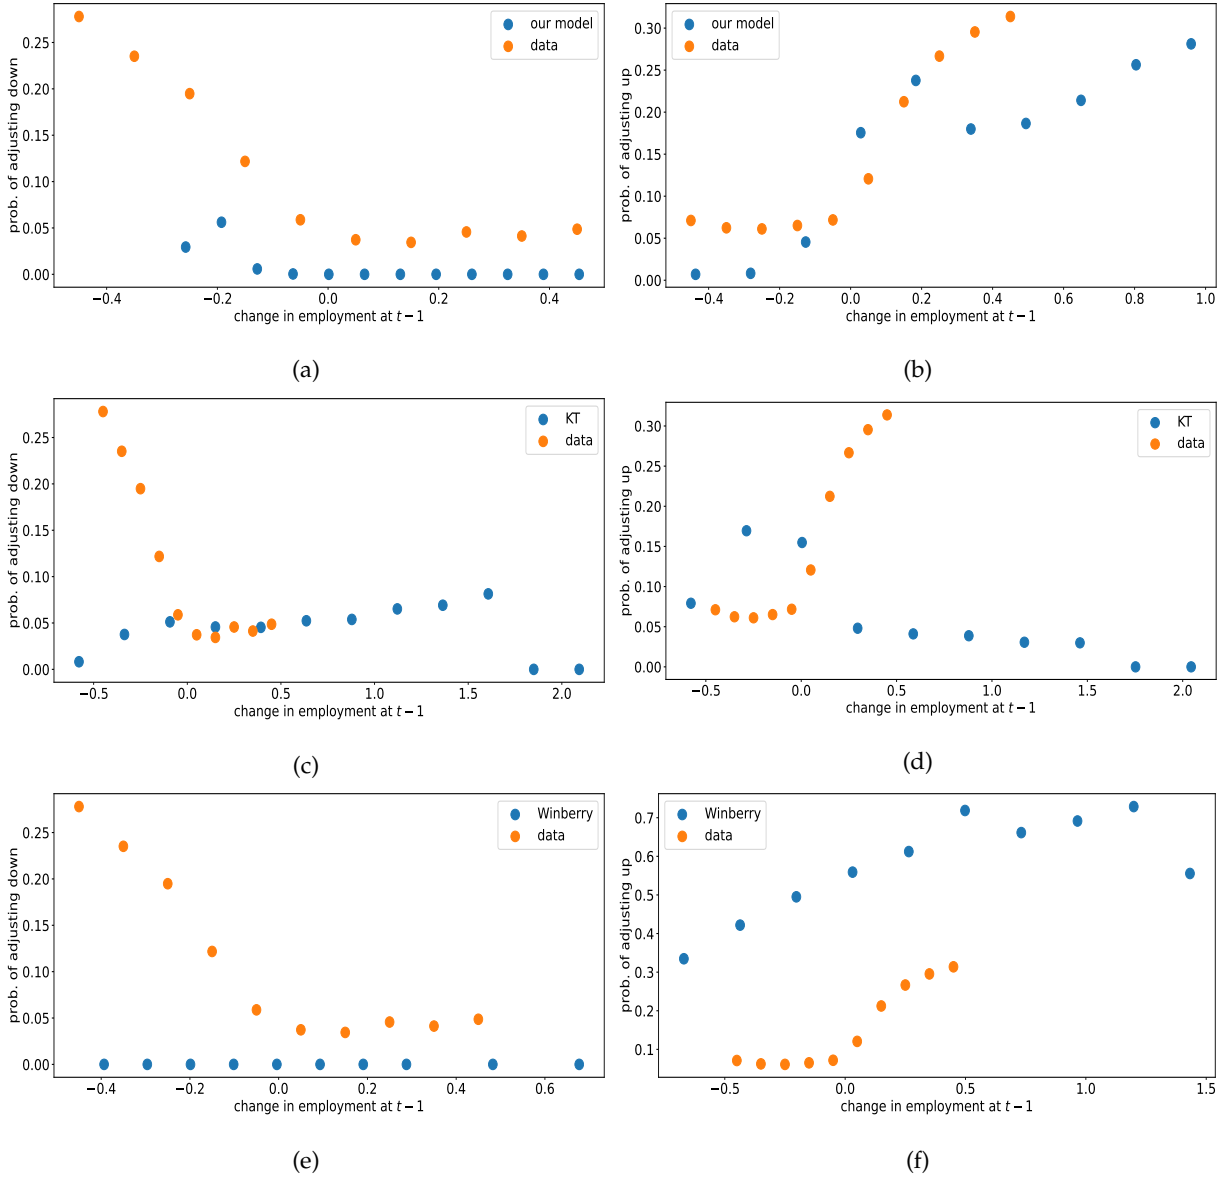 our model
data
prob. of adjusting down
0.25
0.20
0.15
0.10
0.05
0.00
−0.4 −0.2 0.0 0.2 0.4
change in employment at t − 1
(a)
our model
data
prob. of adjusting up
0.30
0.25
0.20
0.15
0.10
0.05
0.00
−0.4 −0.2 0.0 0.2 0.4 0.6 0.8 1.0
change in employment at t − 1
(b)
KT
data
prob. of adjusting down
0.25
0.20
0.15
0.10
0.05
0.00
−0.5 0.0 0.5 1.0 1.5 2.0
change in employment at t − 1
(c)
KT
data
prob. of adjusting up
0.30
0.25
0.20
0.15
0.10
0.05
0.00
−0.5 0.0 0.5 1.0 1.5 2.0
change in employment at t − 1
(d)
Winberry
data
prob. of adjusting down
0.25
0.20
0.15
0.10
0.05
0.00
−0.4 −0.2 0.0 0.2 0.4 0.6
change in employment at t − 1
(e)
Winberry
data
prob. of adjusting up
0.7
0.6
0.5
0.4
0.3
0.2
0.1
−0.5 0.0 0.5 1.0 1.5
change in employment at t − 1
(f)